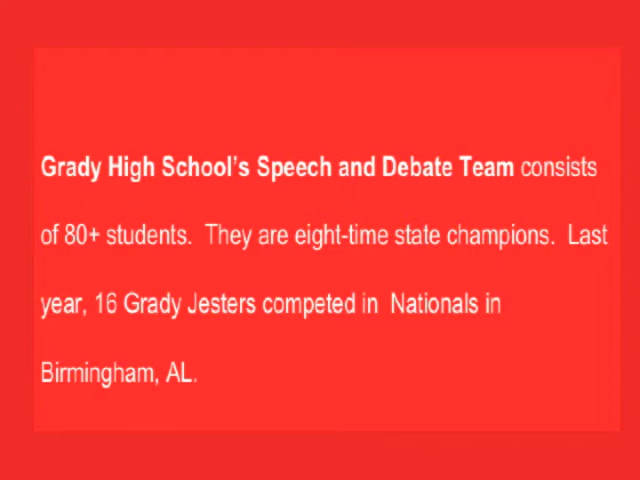 Grady High School's Speech and Debate Team consists
of 80+ students. They are eight-time state champions. Last
year, 16 Grady Jesters competed in Nationals in
Birmingham, AL.